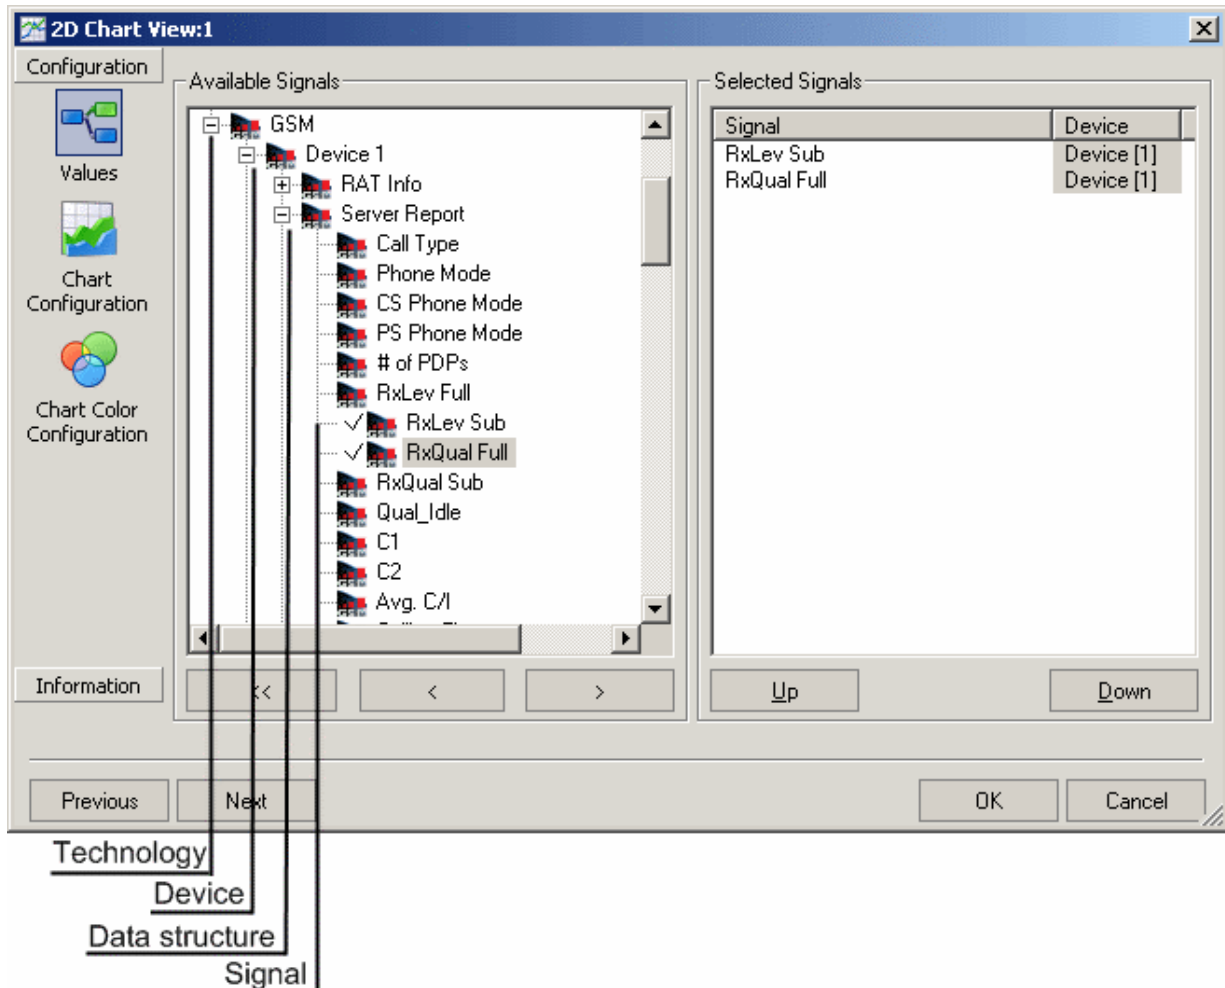 2D Chart View:1
Configuration
Values
Chart
Configuration
Chart Color
Configuration
Information
Available Signals
GSM
Device 1
RAT Info
Server Report
Call Type
Phone Mode
CS Phone Mode
PS Phone Mode
# of PDPs
RxLev Full
RxLev Sub
RxQual Full
RxQual Sub
Qual_Idle
C1
C2
Avg. C/I
<<
<
>
Selected Signals
Signal Device
RxLev Sub Device [1]
RxQual Full Device [1]
Up
Down
Previous
Next
OK
Cancel
Technology
Device
Data structure
Signal